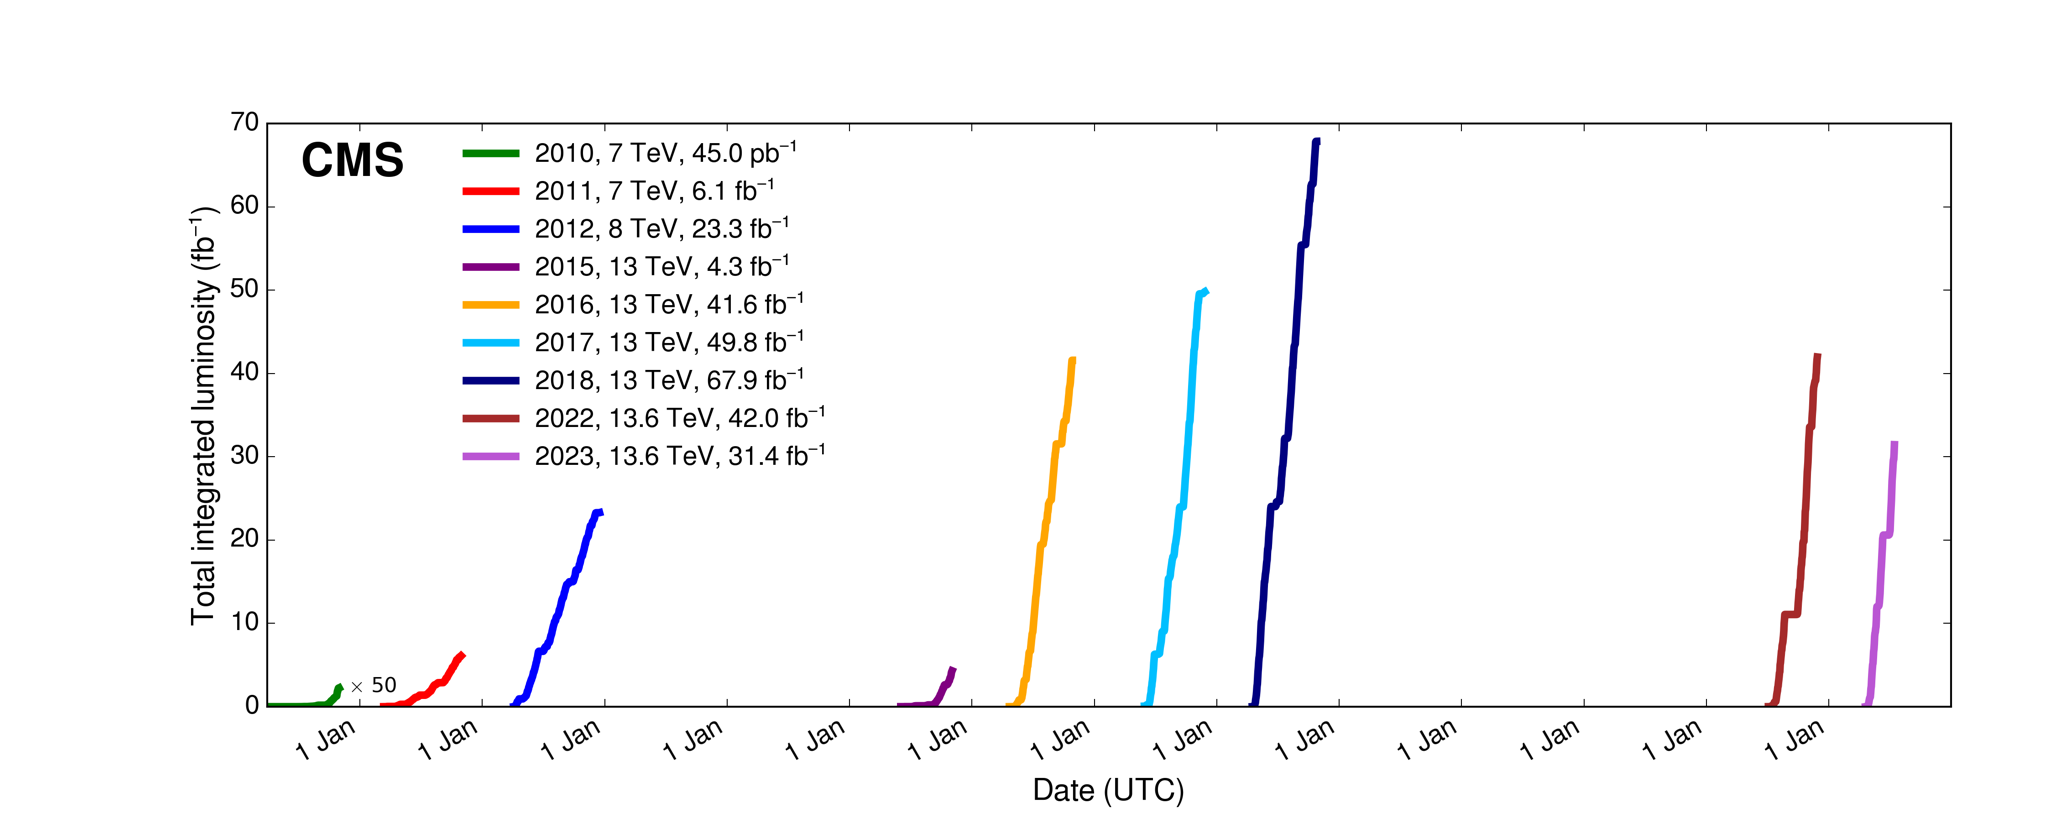 CMS
2010, 7 TeV, 45.0 pb⁻¹
2011, 7 TeV, 6.1 fb⁻¹
2012, 8 TeV, 23.3 fb⁻¹
2015, 13 TeV, 4.3 fb⁻¹
2016, 13 TeV, 41.6 fb⁻¹
2017, 13 TeV, 49.8 fb⁻¹
2018, 13 TeV, 67.9 fb⁻¹
2022, 13.6 TeV, 42.0 fb⁻¹
2023, 13.6 TeV, 31.4 fb⁻¹
Total integrated luminosity (fb⁻¹)
70
60
50
40
30
20
10
0
× 50
1 Jan
1 Jan
1 Jan
1 Jan
1 Jan
1 Jan
1 Jan
1 Jan
1 Jan
1 Jan
1 Jan
1 Jan
1 Jan
Date (UTC)